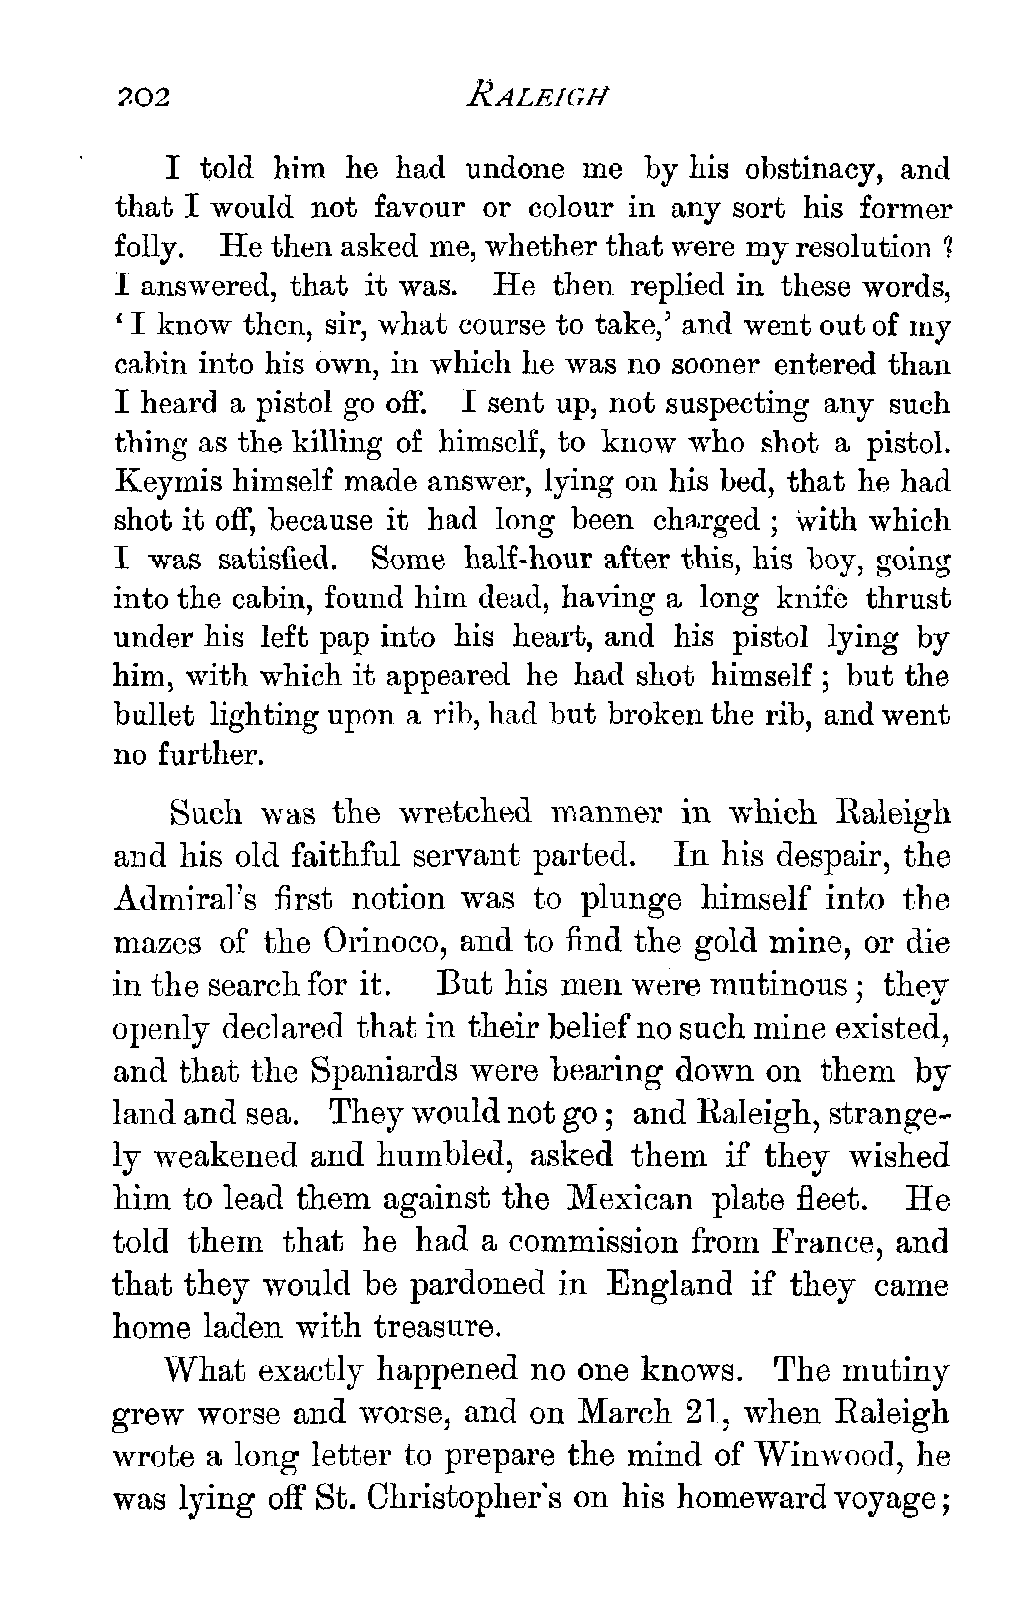 202 RALEIGH
I told him he had undone me by his obstinacy, and
that I would not favour or colour in any sort his former
folly. He then asked me, whether that were my resolution ?
I answered, that it was. He then replied in these words,
‘ I know then, sir, what course to take,’ and went out of my
cabin into his own, in which he was no sooner entered than
I heard a pistol go off. I sent up, not suspecting any such
thing as the killing of himself, to know who shot a pistol.
Keymis himself made answer, lying on his bed, that he had
shot it off, because it had long been charged ; with which
I was satisfied. Some half-hour after this, his boy, going
into the cabin, found him dead, having a long knife thrust
under his left pap into his heart, and his pistol lying by
him, with which it appeared he had shot himself ; but the
bullet lighting upon a rib, had but broken the rib, and went
no further.
Such was the wretched manner in which Raleigh
and his old faithful servant parted. In his despair, the
Admiral’s first notion was to plunge himself into the
mazes of the Orinoco, and to find the gold mine, or die
in the search for it. But his men were mutinous ; they
openly declared that in their belief no such mine existed,
and that the Spaniards were bearing down on them by
land and sea. They would not go ; and Raleigh, strange-
ly weakened and humbled, asked them if they wished
him to lead them against the Mexican plate fleet. He
told them that he had a commission from France, and
that they would be pardoned in England if they came
home laden with treasure.
What exactly happened no one knows. The mutiny
grew worse and worse, and on March 21, when Raleigh
wrote a long letter to prepare the mind of Winwood, he
was lying off St. Christopher's on his homeward voyage ;